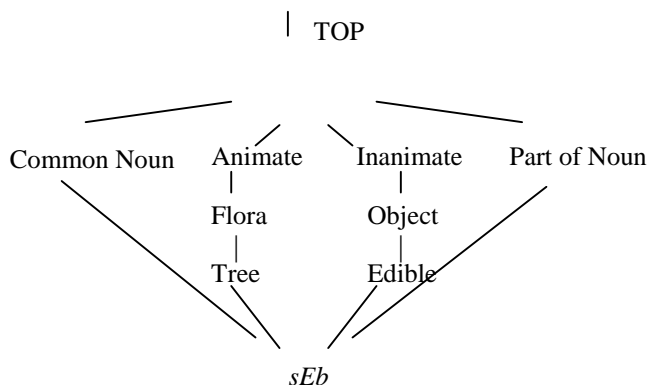 TOP
Common Noun Animate Inanimate Part of Noun
Flora Object
Tree Edible
sEb